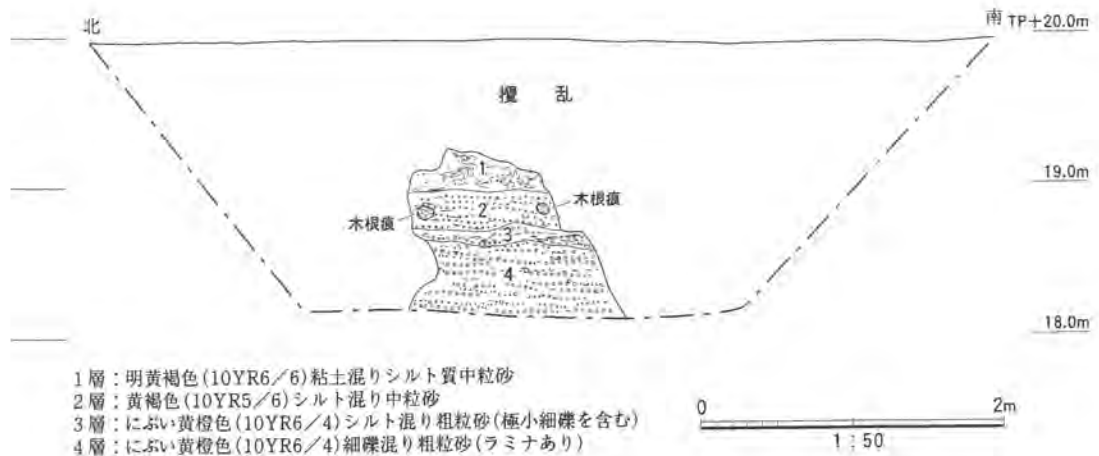 北
南 TP+20.0m
攪 乱
19.0m
1
木根痕
2
木根痕
3
4
18.0m
1層：明黄褐色(10YR6／6)粘土混りシルト質中粒砂
2層：黄褐色(10YR5／6)シルト混り中粒砂
3層：にぶい黄橙色(10YR6／4)シルト混り粗粒砂(極小細礫を含む)
4層：にぶい黄橙色(10YR6／4)細礫混り粗粒砂(ラミナあり)
0 2m
1：50